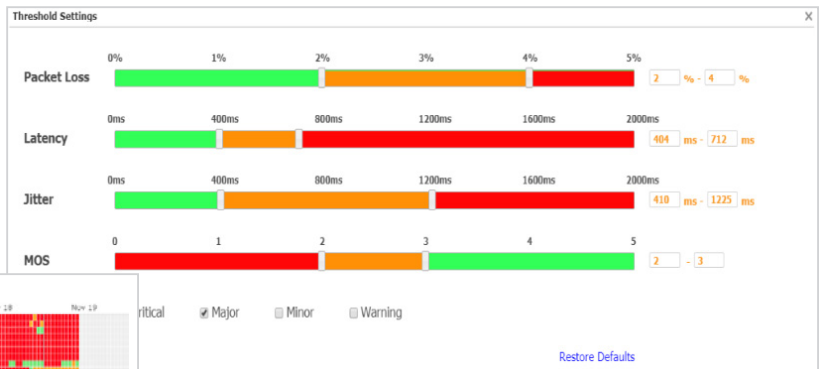 Threshold Settings X
0% 1% 2% 3% 4% 5%
Packet Loss 2 % - 4 %
0ms 400ms 800ms 1200ms 1600ms 2000ms
Latency 404 ms - 712 ms
0ms 400ms 800ms 1200ms 1600ms 2000ms
Jitter 410 ms - 1225 ms
0 1 2 3 4 5
MOS 2 - 3
18 Nov 19
ritical Major Minor Warning
Restore Defaults